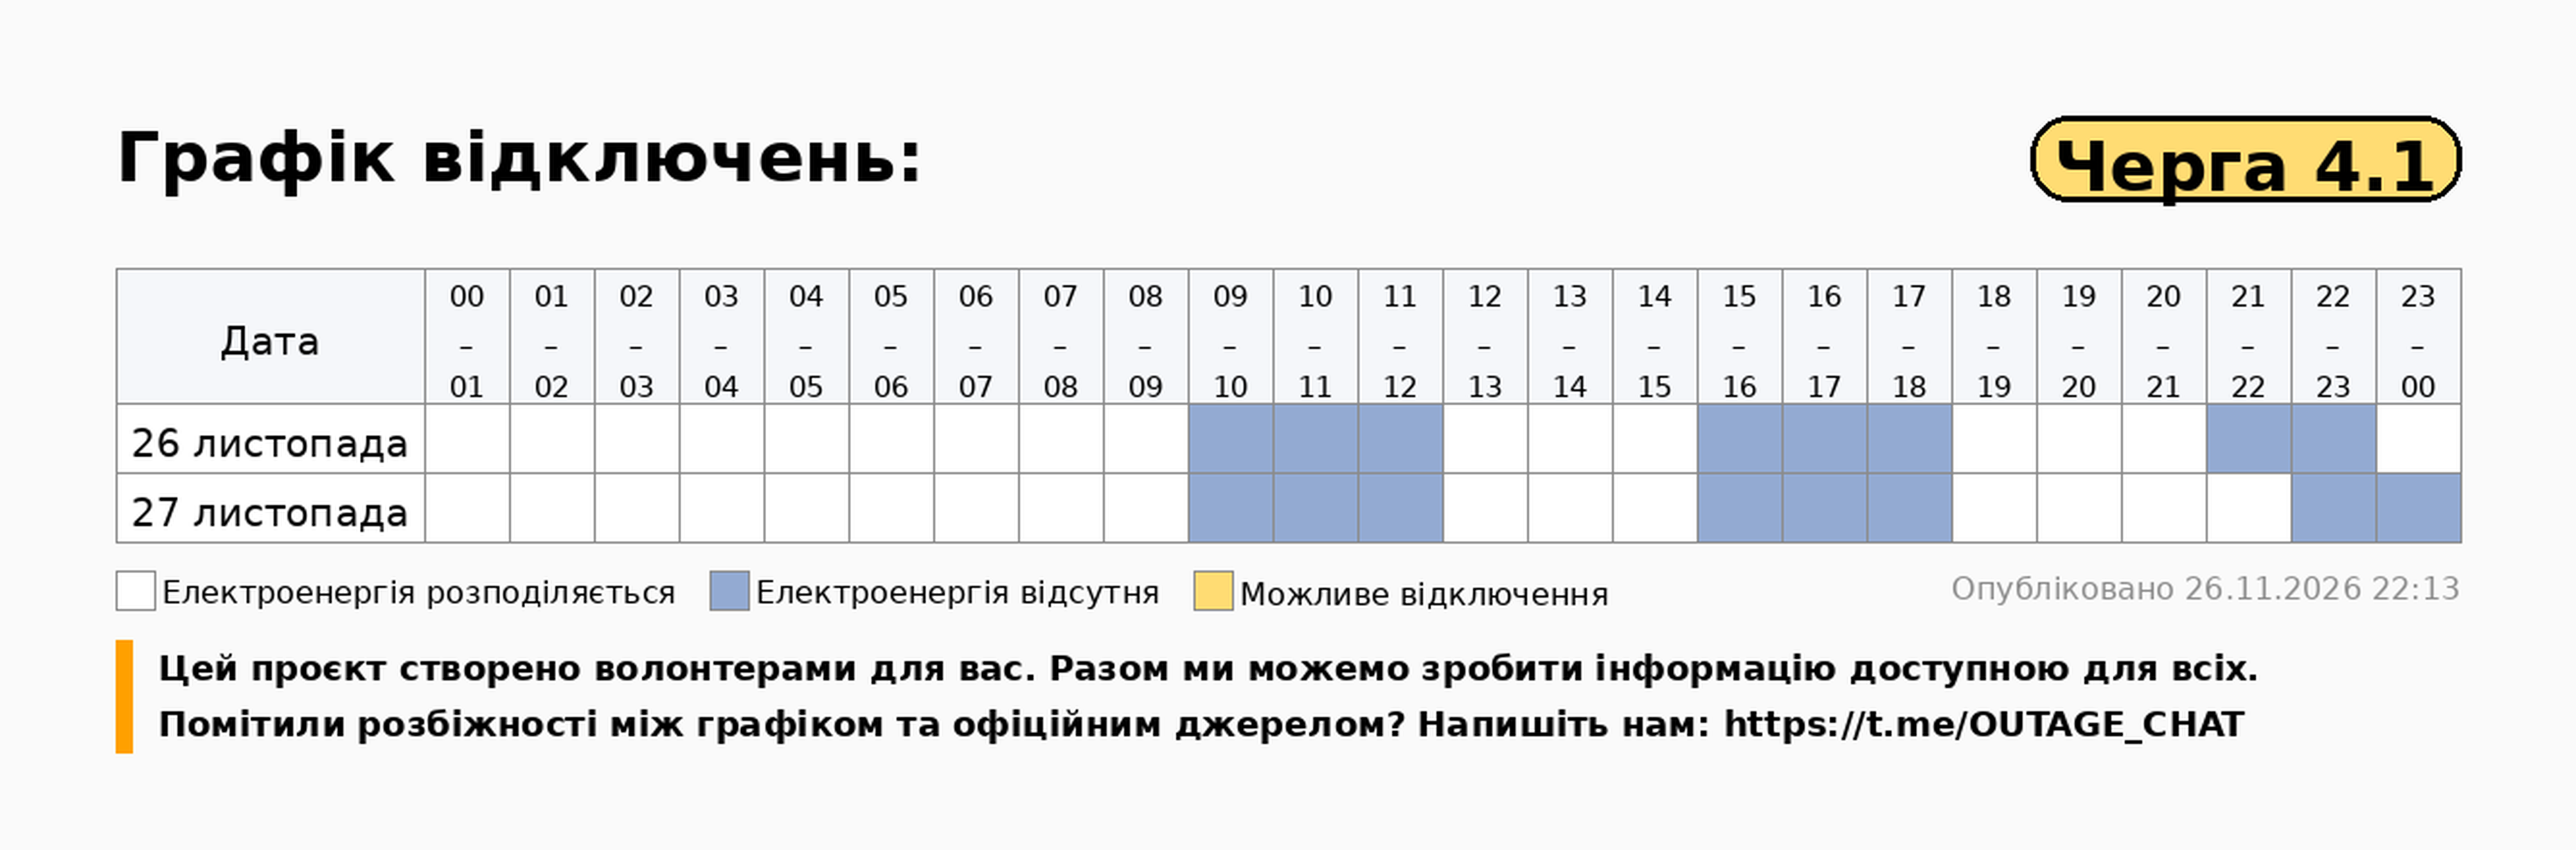 Графік відключень:
Черга 4.1
Дата 00 – 01 01 – 02 02 – 03 03 – 04 04 – 05 05 – 06 06 – 07 07 – 08 08 – 09 09 – 10 10 – 11 11 – 12 12 – 13 13 – 14 14 – 15 15 – 16 16 – 17 17 – 18 18 – 19 19 – 20 20 – 21 21 – 22 22 – 23 23 – 00
26 листопада
27 листопада
Електроенергія розподіляється Електроенергія відсутня Можливе відключення Опубліковано 26.11.2026 22:13
Цей проєкт створено волонтерами для вас. Разом ми можемо зробити інформацію доступною для всіх.
Помітили розбіжності між графіком та офіційним джерелом? Напишіть нам: https://t.me/OUTAGE_CHAT